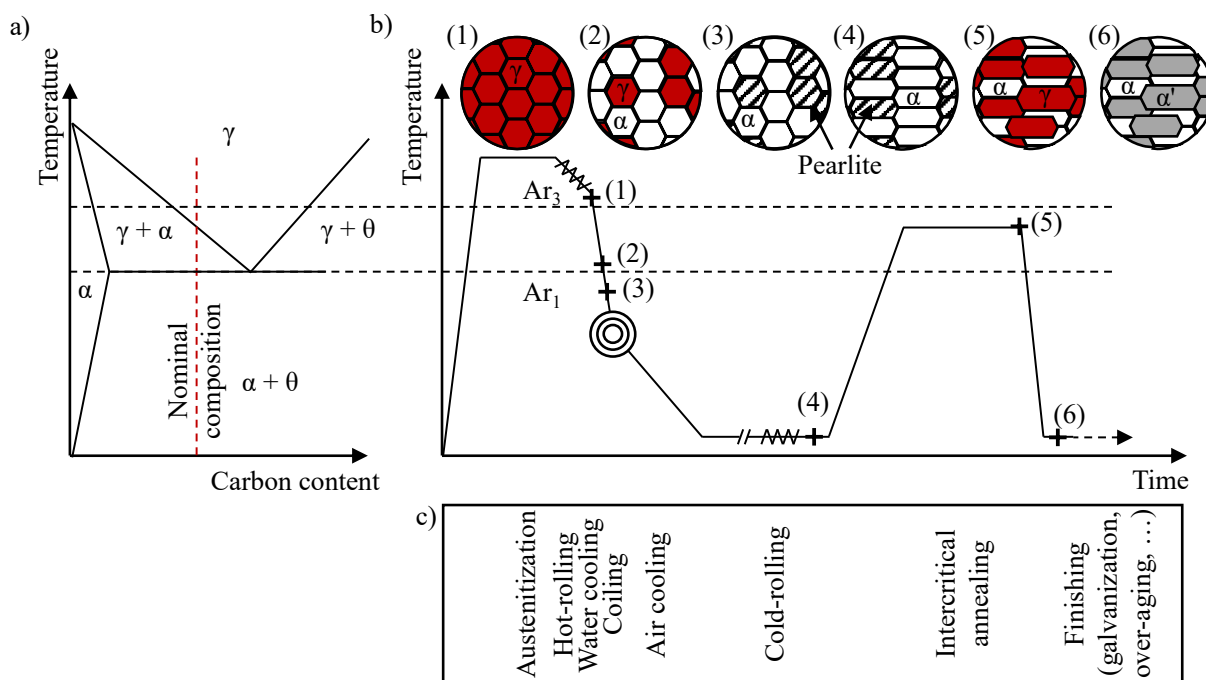 a)
Temperature
γ
γ + α
γ + θ
α
α + θ
Nominal
composition
Carbon content
b)
Temperature
(1)
(2)
(3)
(4)
(5)
(6)
γ
γ
α
α
α
α
γ
α
α'
Pearlite
Ar3
Ar1
(1)
(2)
(3)
(4)
(5)
(6)
Time
c)
Austenitization
Hot-rolling
Water cooling
Coiling
Air cooling
Cold-rolling
Intercritical
annealing
Finishing
(galvanization,
over-aging, …)